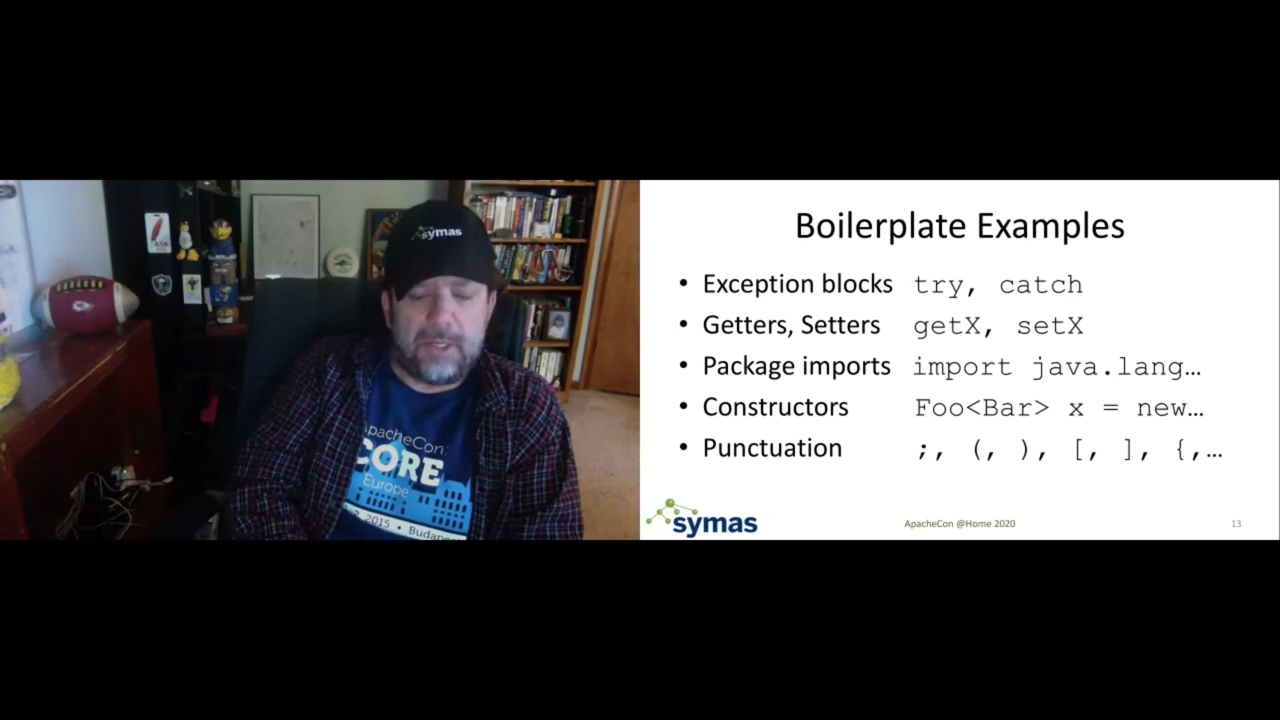 symas
ApacheCon
CORE
Europe
2015 • Budapest
Boilerplate Examples
• Exception blocks try, catch
• Getters, Setters getX, setX
• Package imports import java.lang…
• Constructors Foo<Bar> x = new…
• Punctuation ;, (, ), [, ], {,…
symas
ApacheCon @Home 2020
13